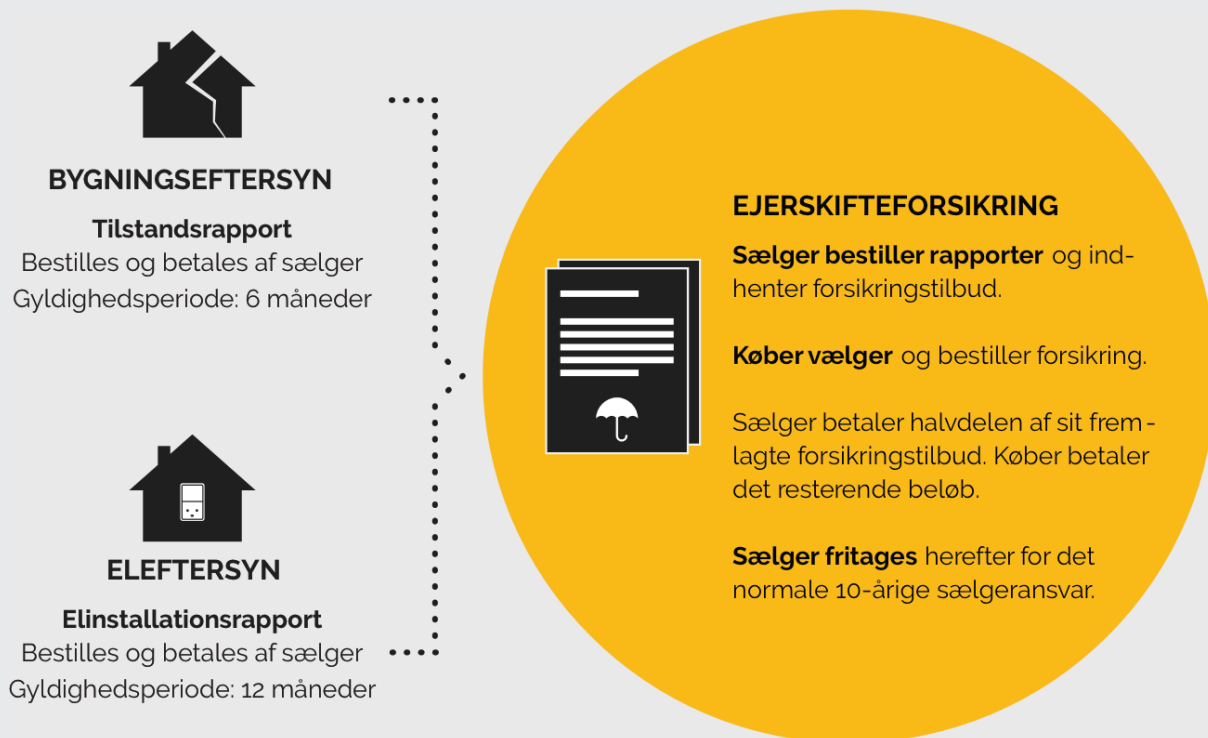 BYGNINGSEFTERSYN
Tilstandsrapport
Bestilles og betales af sælger
Gyldighedsperiode: 6 måneder
ELEFTERSYN
Elinstallationsrapport
Bestilles og betales af sælger
Gyldighedsperiode: 12 måneder
EJERSKIFTEFORSIKRING
Sælger bestiller rapporter og ind-
henter forsikringstilbud.
Køber vælger og bestiller forsikring.
Sælger betaler halvdelen af sit frem-
lagte forsikringstilbud. Køber betaler
det resterende beløb.
Sælger fritages herefter for det
normale 10-årige sælgeransvar.